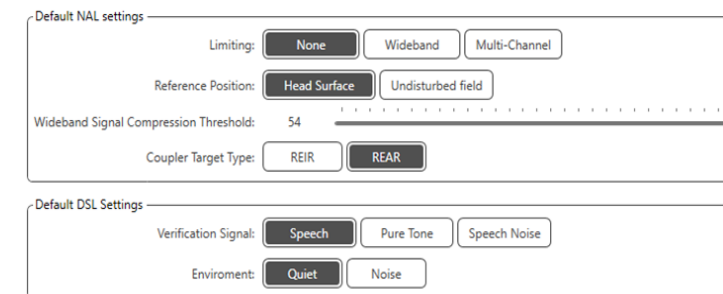 Default NAL settings
Limiting: None Wideband Multi-Channel
Reference Position: Head Surface Undisturbed field
Wideband Signal Compression Threshold: 54
Coupler Target Type: REIR REAR
Default DSL Settings
Verification Signal: Speech Pure Tone Speech Noise
Enviroment: Quiet Noise